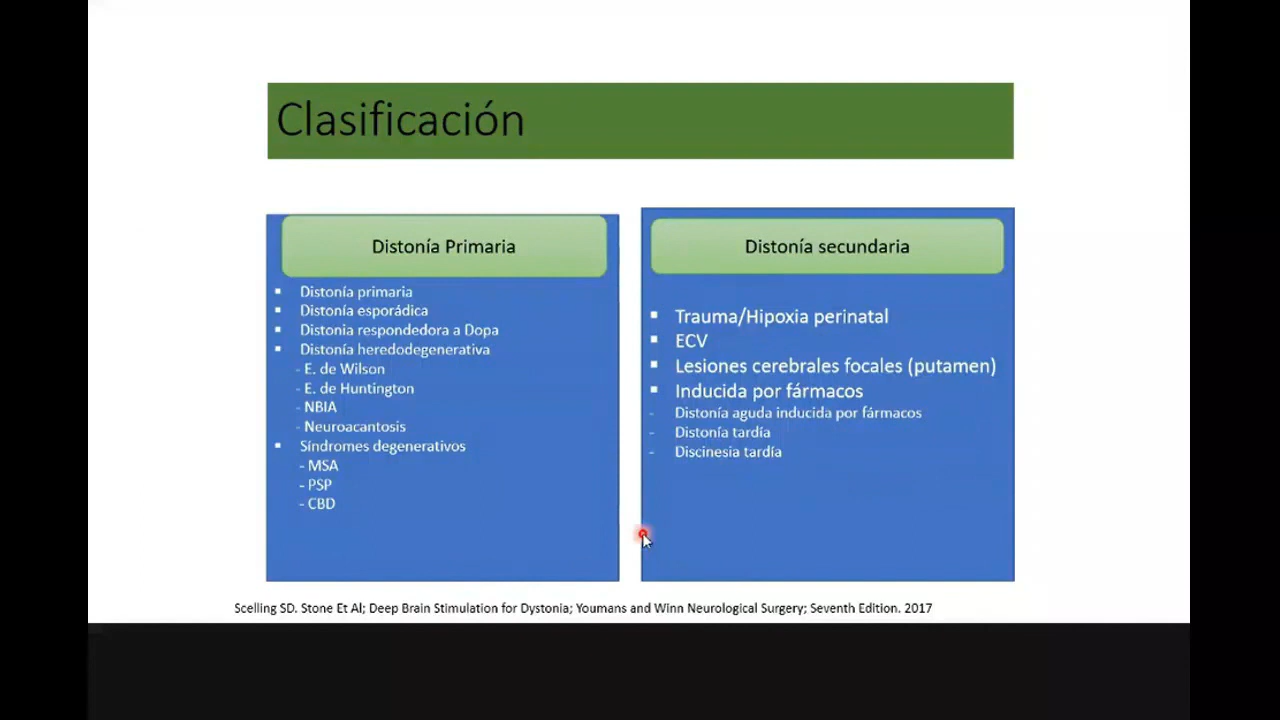 Clasificación
Distonía Primaria
▪ Distonía primaria
▪ Distonía esporádica
▪ Distonia respondedora a Dopa
▪ Distonía heredodegenerativa
- E. de Wilson
- E. de Huntington
- NBIA
- Neuroacantosis
▪ Síndromes degenerativos
- MSA
- PSP
- CBD
Distonía secundaria
▪ Trauma/Hipoxia perinatal
▪ ECV
▪ Lesiones cerebrales focales (putamen)
▪ Inducida por fármacos
- Distonía aguda inducida por fármacos
- Distonía tardía
- Discinesia tardía
Scelling SD. Stone Et Al; Deep Brain Stimulation for Dystonia; Youmans and Winn Neurological Surgery; Seventh Edition. 2017